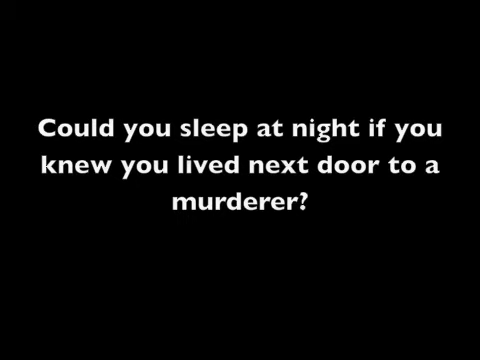 Could you sleep at night if you
knew you lived next door to a
murderer?